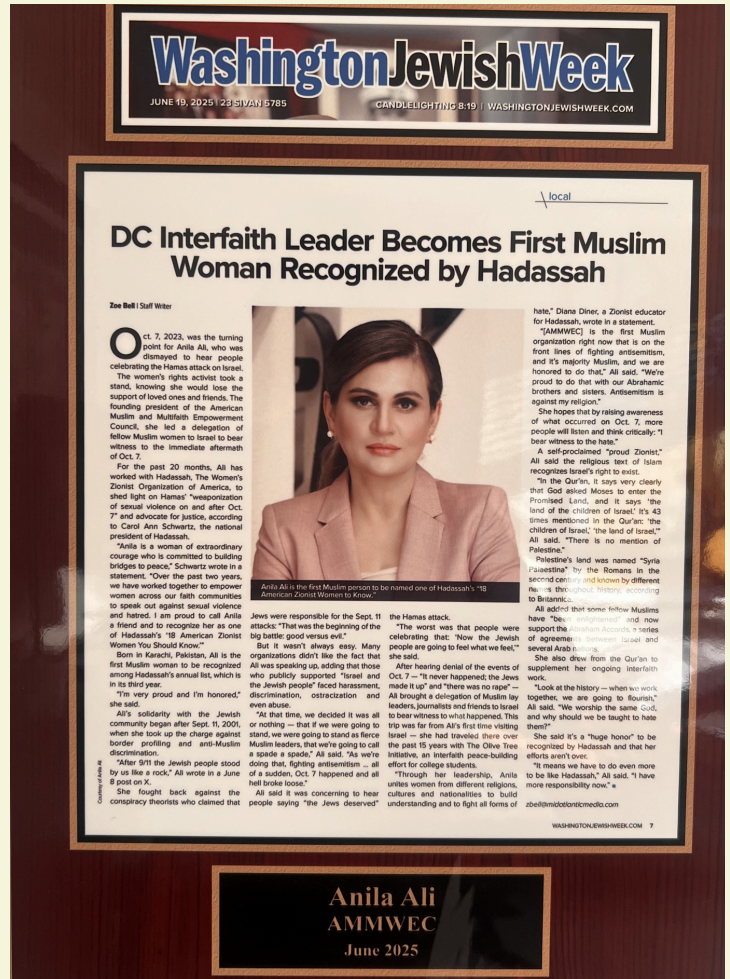 WashingtonJewishWeek
JUNE 19, 2025 | 23 SIVAN 5785
CANDLELIGHTING 8:19 | WASHINGTONJEWISHWEEK.COM
local
DC Interfaith Leader Becomes First Muslim
Woman Recognized by Hadassah
Zoe Bell | Staff Writer
Oct. 7, 2023, was the turning
point for Anila Ali, who was
dismayed to hear people
celebrating the Hamas attack on Israel.
The women's rights activist took a
stand, knowing she would lose the
support of loved ones and friends. The
founding president of the American
Muslim and Multifaith Empowerment
Council, she led a delegation of
fellow Muslim women to Israel to bear
witness to the immediate aftermath
of Oct. 7.
For the past 20 months, Ali has
worked with Hadassah, The Women's
Zionist Organization of America, to
shed light on Hamas' "weaponization
of sexual violence on and after Oct.
7" and advocate for justice, according
to Carol Ann Schwartz, the national
president of Hadassah.
"Anila is a woman of extraordinary
courage who is committed to building
bridges to peace," Schwartz wrote in a
statement. "Over the past two years,
we have worked together to empower
women across our faith communities
to speak out against sexual violence
and hatred. I am proud to call Anila
a friend and to recognize her as one
of Hadassah's '18 American Zionist
Women You Should Know.'"
Born in Karachi, Pakistan, Ali is the
first Muslim woman to be recognized
among Hadassah's annual list, which is
in its third year.
"I'm very proud and I'm honored,"
she said.
Ali's solidarity with the Jewish
community began after Sept. 11, 2001,
when she took up the charge against
border profiling and anti-Muslim
discrimination.
"After 9/11 the Jewish people stood
by us like a rock," Ali wrote in a June
8 post on X.
She fought back against the
conspiracy theorists who claimed that
Courtesy of Anila Ali
Anila Ali is the first Muslim person to be named one of Hadassah's "18
American Zionist Women to Know."
Jews were responsible for the Sept. 11
attacks: "That was the beginning of the
big battle: good versus evil."
But it wasn't always easy. Many
organizations didn't like the fact that
Ali was speaking up, adding that those
who publicly supported "Israel and
the Jewish people" faced harassment,
discrimination, ostracization and
even abuse.
"At that time, we decided it was all
or nothing — that if we were going to
stand, we were going to stand as fierce
Muslim leaders, that we're going to call
a spade a spade," Ali said. "As we're
doing that, fighting antisemitism ... all
of a sudden, Oct. 7 happened and all
hell broke loose."
Ali said it was concerning to hear
people saying "the Jews deserved"
the Hamas attack.
"The worst was that people were
celebrating that: 'Now the Jewish
people are going to feel what we feel,'"
she said.
After hearing denial of the events of
Oct. 7 — "It never happened; the Jews
made it up" and "there was no rape" —
Ali brought a delegation of Muslim lay
leaders, journalists and friends to Israel
to bear witness to what happened. This
trip was far from Ali's first time visiting
Israel — she had traveled there over
the past 15 years with The Olive Tree
Initiative, an interfaith peace-building
effort for college students.
"Through her leadership, Anila
unites women from different religions,
cultures and nationalities to build
understanding and to fight all forms of
hate," Diana Diner, a Zionist educator
for Hadassah, wrote in a statement.
"[AMMWEC] is the first Muslim
organization right now that is on the
front lines of fighting antisemitism,
and it's majority Muslim, and we are
honored to do that," Ali said. "We're
proud to do that with our Abrahamic
brothers and sisters. Antisemitism is
against my religion."
She hopes that by raising awareness
of what occurred on Oct. 7, more
people will listen and think critically: "I
bear witness to the hate."
A self-proclaimed "proud Zionist,"
Ali said the religious text of Islam
recognizes Israel's right to exist.
"In the Qur'an, it says very clearly
that God asked Moses to enter the
Promised Land, and it says 'the
land of the children of Israel.' It's 43
times mentioned in the Qur'an: 'the
children of Israel,' 'the land of Israel,'"
Ali said. "There is no mention of
Palestine."
Palestine's land was named "Syria
Palaestina" by the Romans in the
second century and known by different
names throughout history, according
to Britannica.
Ali added that some fellow Muslims
have "been enlightened" and now
support the Abraham Accords, a series
of agreements between Israel and
several Arab nations.
She also drew from the Qur'an to
supplement her ongoing interfaith
work.
"Look at the history — when we work
together, we are going to flourish,"
Ali said. "We worship the same God,
and why should we be taught to hate
them?"
She said it's a "huge honor" to be
recognized by Hadassah and that her
efforts aren't over.
"It means we have to do even more
to be like Hadassah," Ali said. "I have
more responsibility now."
zbell@midatlanticmedia.com
WASHINGTONJEWISHWEEK.COM 7
Anila Ali
AMMWEC
June 2025